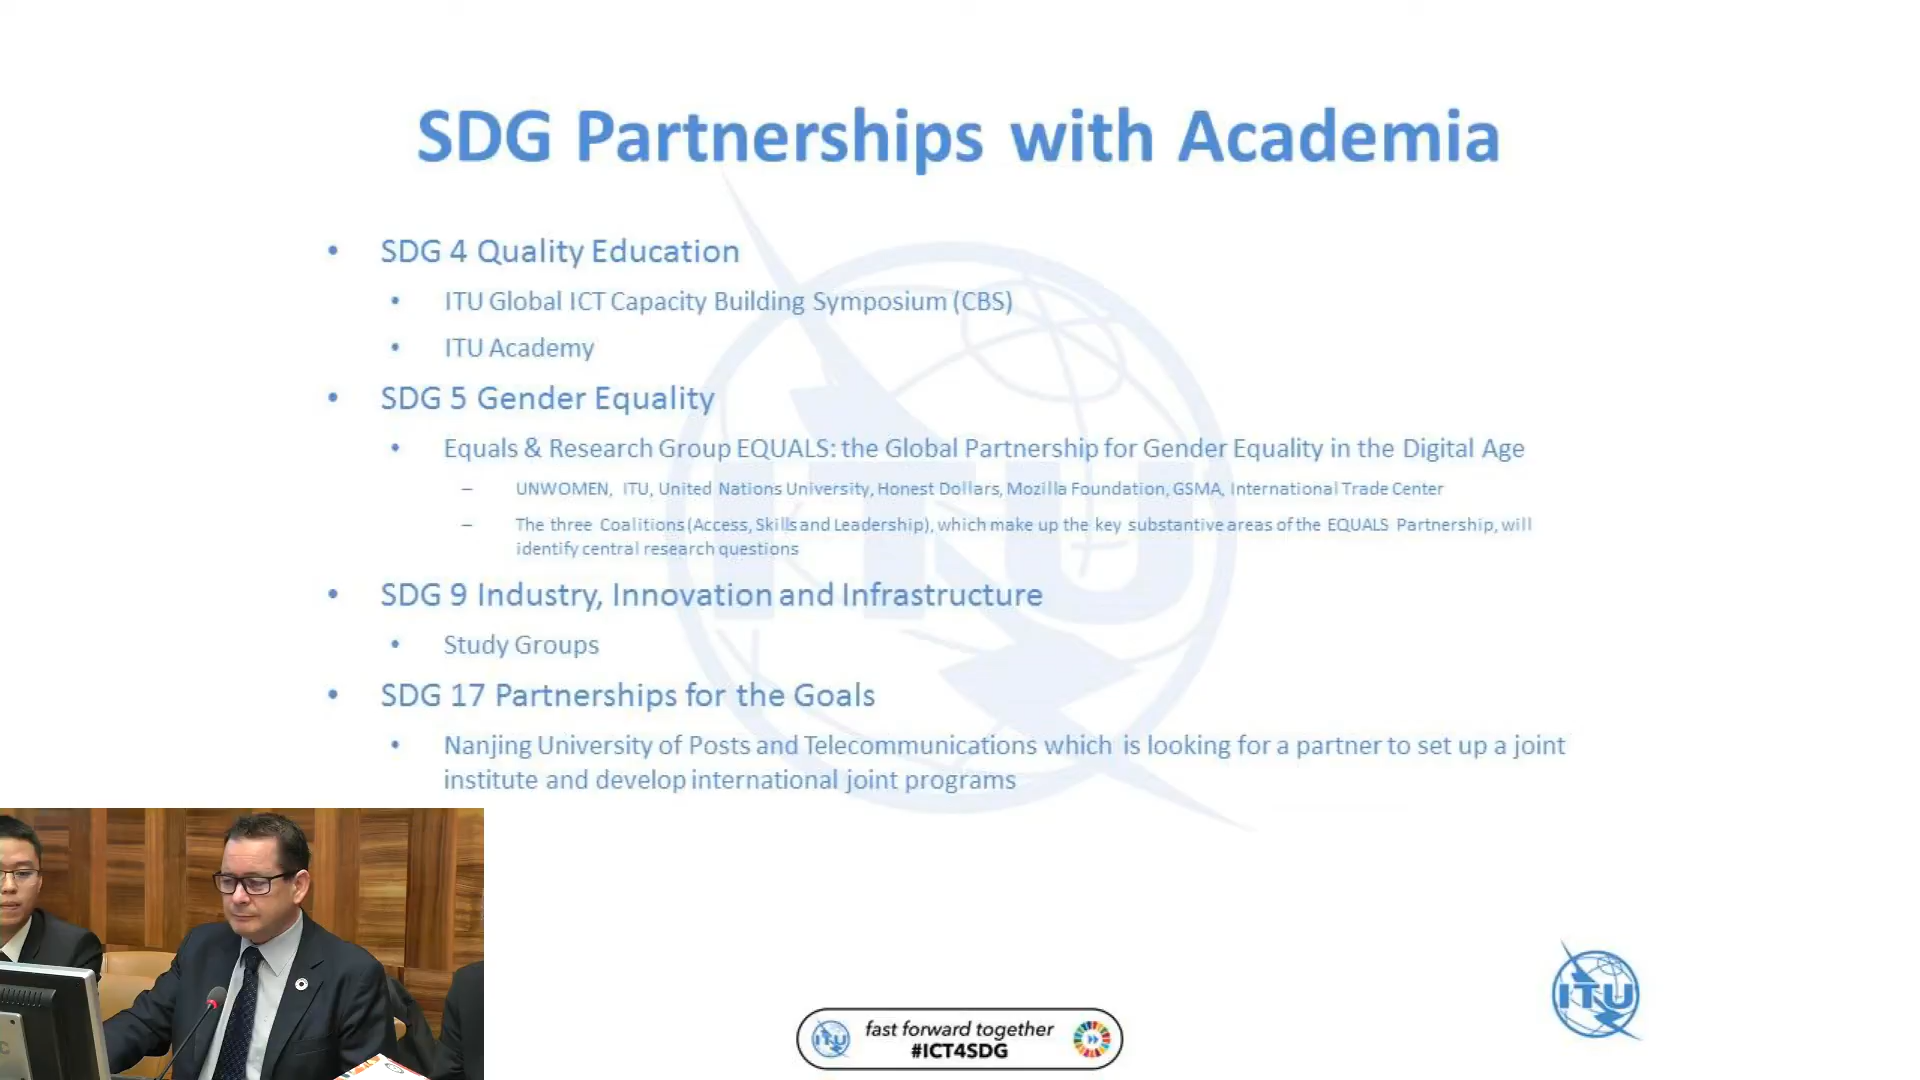 SDG Partnerships with Academia
• SDG 4 Quality Education
• ITU Global ICT Capacity Building Symposium (CBS)
• ITU Academy
• SDG 5 Gender Equality
• Equals & Research Group EQUALS: the Global Partnership for Gender Equality in the Digital Age
– UNWOMEN, ITU, United Nations University, Honest Dollars, Mozilla Foundation, GSMA, International Trade Center
– The three Coalitions (Access, Skills and Leadership), which make up the key substantive areas of the EQUALS Partnership, will
identify central research questions
• SDG 9 Industry, Innovation and Infrastructure
• Study Groups
• SDG 17 Partnerships for the Goals
• Nanjing University of Posts and Telecommunications which is looking for a partner to set up a joint
institute and develop international joint programs
ITU
ITU
ITU
fast forward together
#ICT4SDG